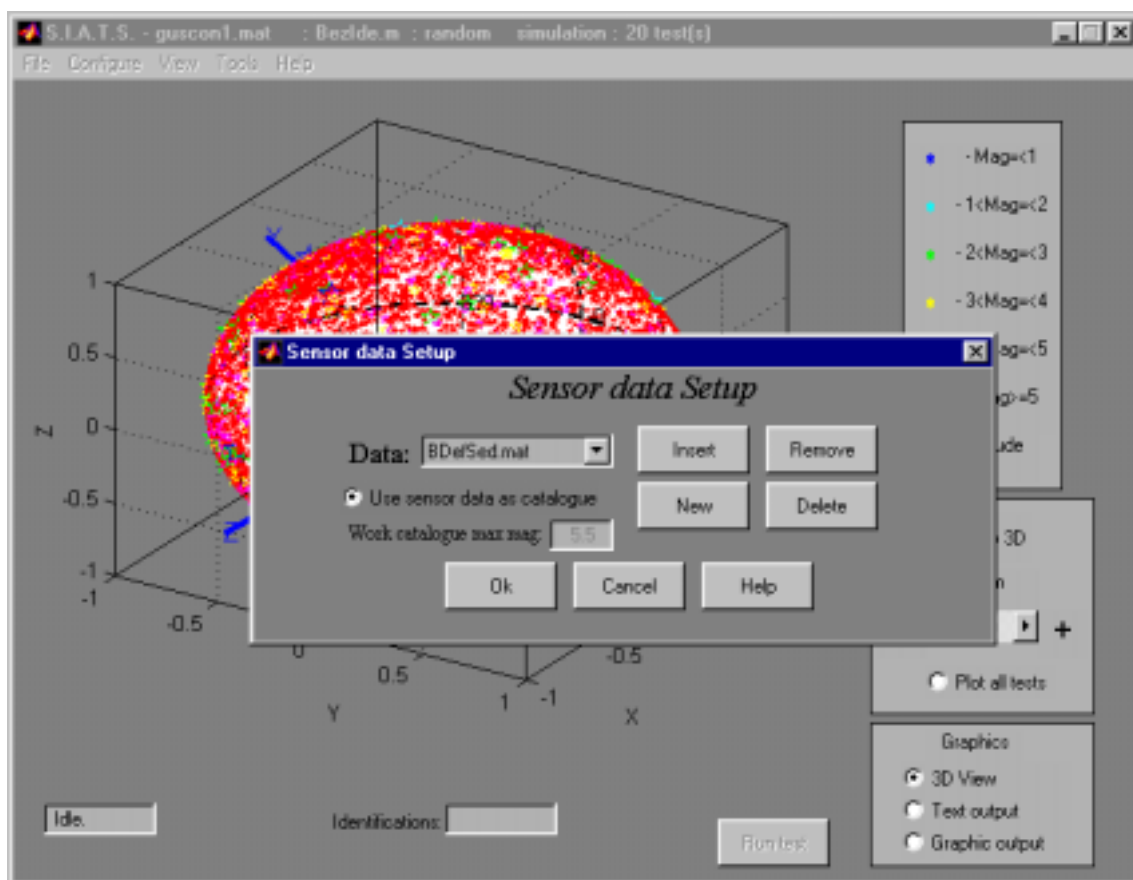 S.I.A.T.S. - guscon1.mat : BezIde.m : random simulation : 20 test(s)
File Configure View Tools Help
- Mag=<1
- 1<Mag=<2
- 2<Mag=<3
- 3<Mag=<4
1
0.5
0
-0.5
-1
Z
-1
-0.5
0
0.5
1
Y
-1
-0.5
X
Sensor data Setup
Sensor data Setup
Data: BDefSed.mat
Insert Remove
Use sensor data as catalogue
New Delete
Work catalogue max mag: 5.5
Ok Cancel Help
3D
+
Plot all tests
Graphics
3D View
Text output
Graphic output
Idle.
Identifications:
Run test